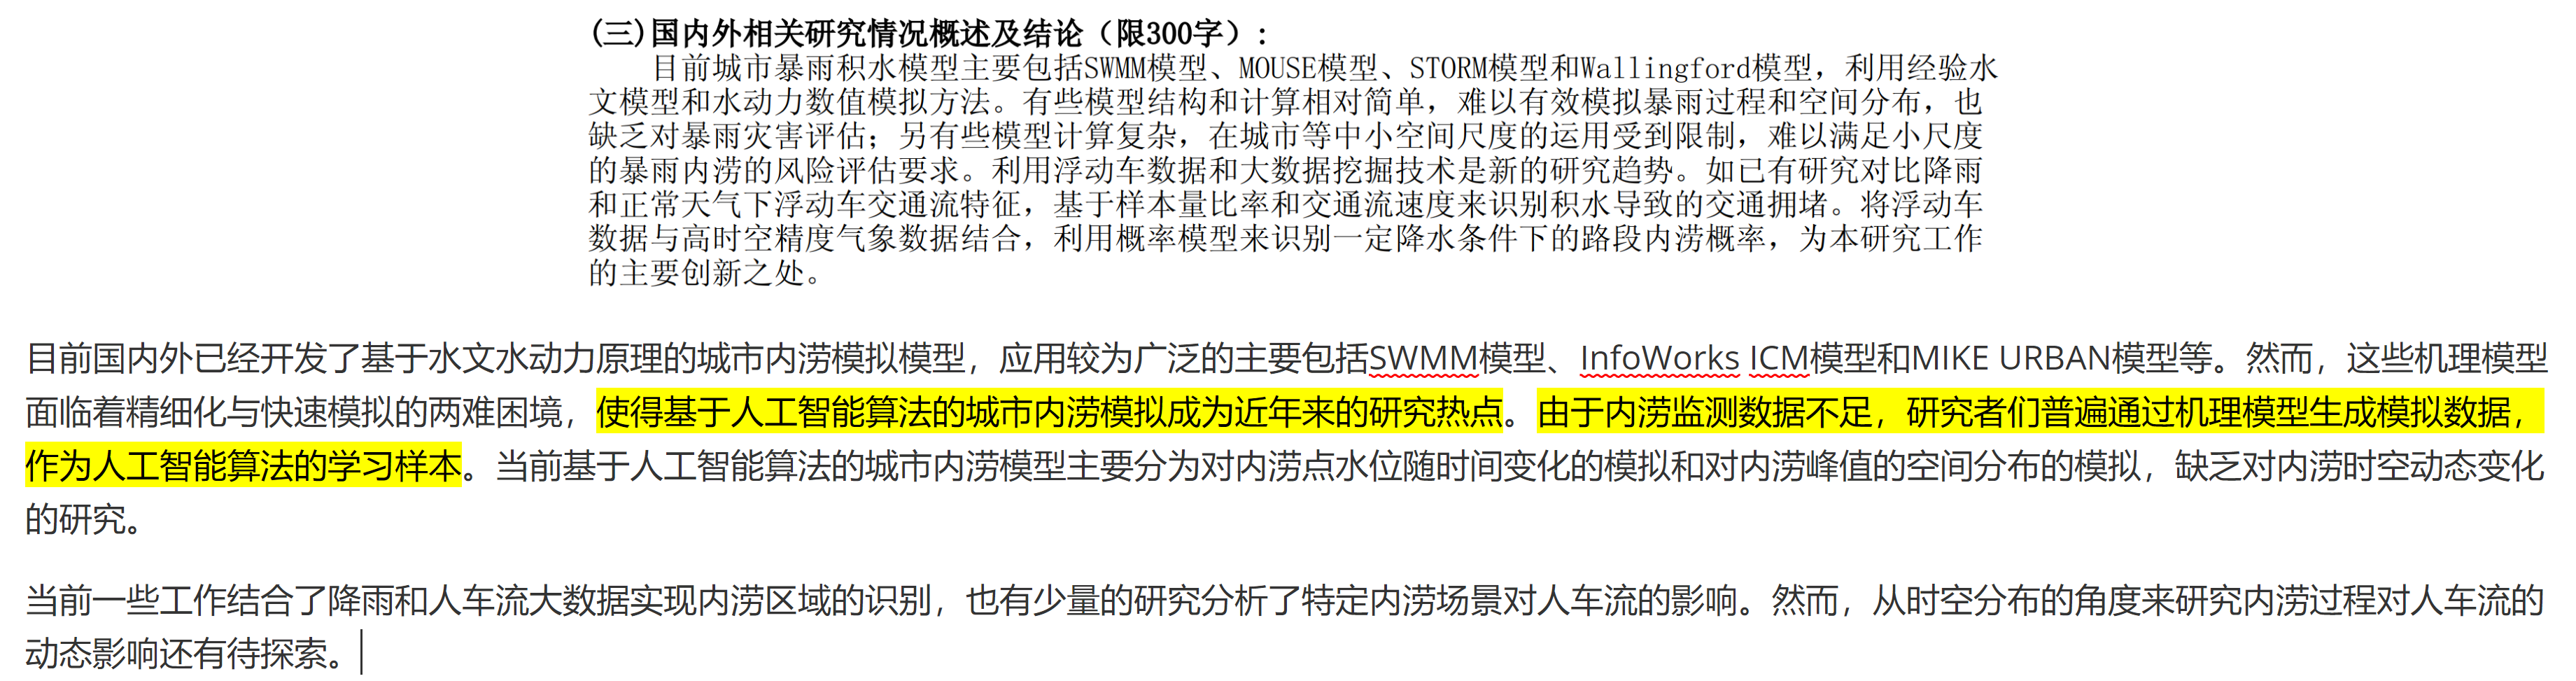 (三)国内外相关研究情况概述及结论（限300字）：
目前城市暴雨积水模型主要包括SWMM模型、MOUSE模型、STORM模型和Wallingford模型，利用经验水
文模型和水动力数值模拟方法。有些模型结构和计算相对简单，难以有效模拟暴雨过程和空间分布，也
缺乏对暴雨灾害评估；另有些模型计算复杂，在城市等中小空间尺度的运用受到限制，难以满足小尺度
的暴雨内涝的风险评估要求。利用浮动车数据和大数据挖掘技术是新的研究趋势。如已有研究对比降雨
和正常天气下浮动车交通流特征，基于样本量比率和交通流速度来识别积水导致的交通拥堵。将浮动车
数据与高时空精度气象数据结合，利用概率模型来识别一定降水条件下的路段内涝概率，为本研究工作
的主要创新之处。
目前国内外已经开发了基于水文水动力原理的城市内涝模拟模型，应用较为广泛的主要包括SWMM模型、InfoWorks ICM模型和MIKE URBAN模型等。然而，这些机理模型
面临着精细化与快速模拟的两难困境，使得基于人工智能算法的城市内涝模拟成为近年来的研究热点。由于内涝监测数据不足，研究者们普遍通过机理模型生成模拟数据，
作为人工智能算法的学习样本。当前基于人工智能算法的城市内涝模型主要分为对内涝点水位随时间变化的模拟和对内涝峰值的空间分布的模拟，缺乏对内涝时空动态变化
的研究。
当前一些工作结合了降雨和人车流大数据实现内涝区域的识别，也有少量的研究分析了特定内涝场景对人车流的影响。然而，从时空分布的角度来研究内涝过程对人车流的
动态影响还有待探索。